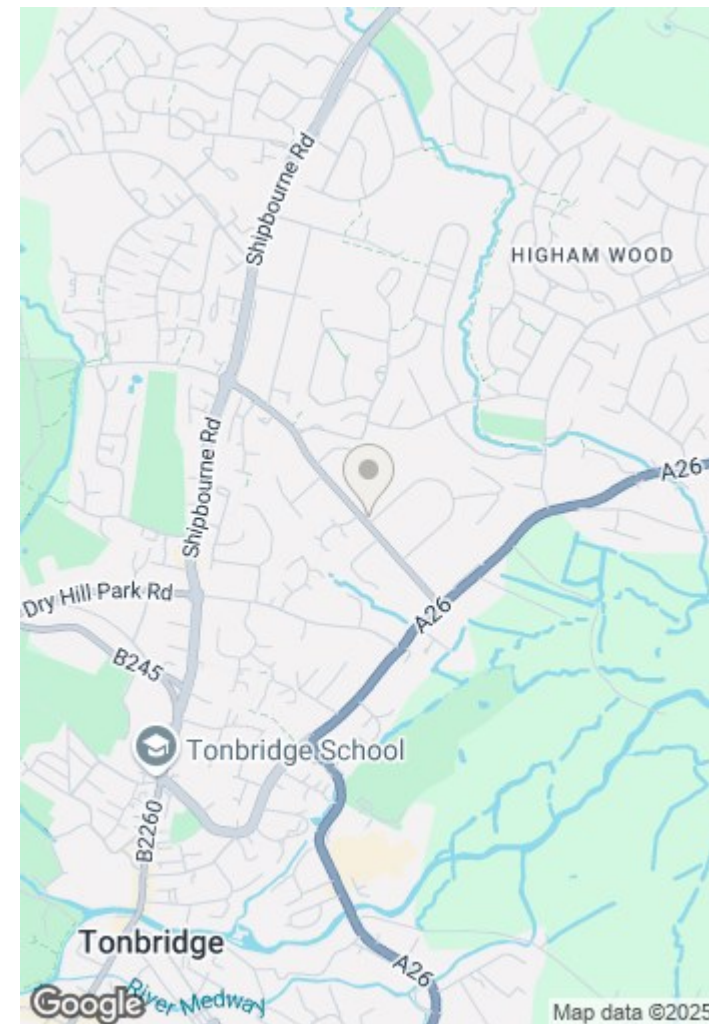 Shipbourne Rd
HIGHAM WOOD
Shipbourne Rd
A26
Dry Hill Park Rd
A26
B245
Tonbridge School
B2260
Tonbridge
A26
River Medway
Google
Map data ©2025